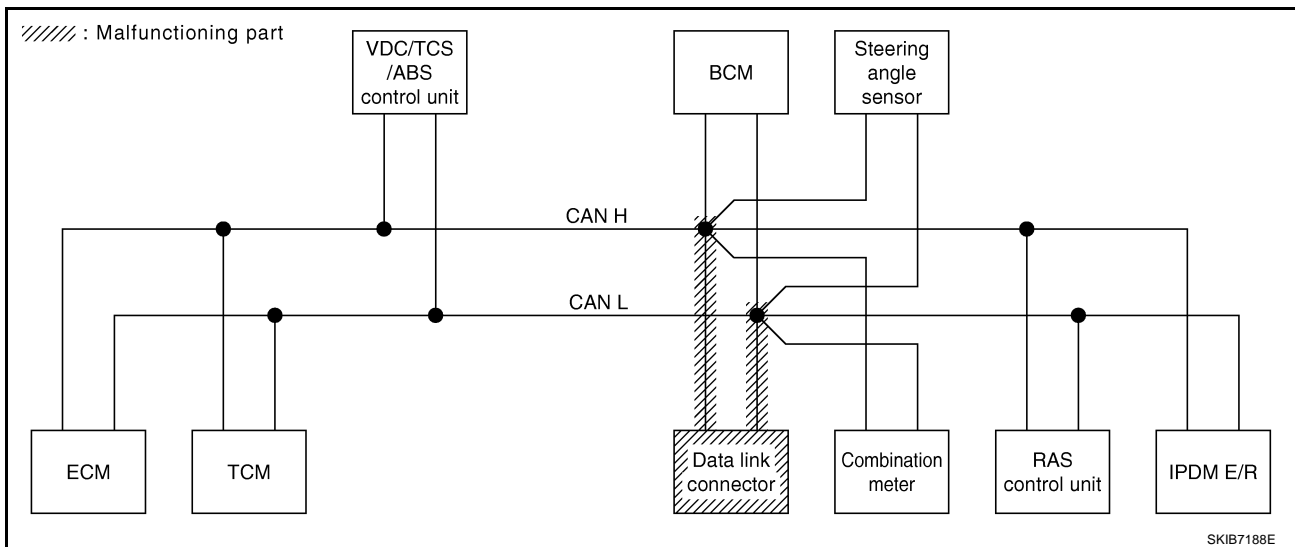 : Malfunctioning part
VDC/TCS
/ABS
control unit
BCM
Steering
angle
sensor
CAN H
CAN L
ECM
TCM
Data link
connector
Combination
meter
RAS
control unit
IPDM E/R
SKIB7188E